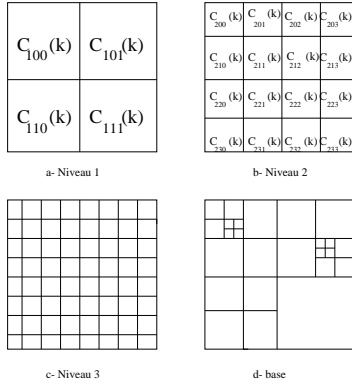 C100(k) C101(k)
C110(k) C111(k)
a- Niveau 1
C200(k) C201(k) C202(k) C203(k)
C210(k) C211(k) C212(k) C213(k)
C220(k) C221(k) C222(k) C223(k)
C230(k) C231(k) C232(k) C233(k)
b- Niveau 2
c- Niveau 3
d- base